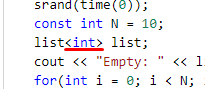 srand(time(0));
const int N = 10;
list<int> list;
cout << "Empty: " << l
for(int i = 0; i < N;